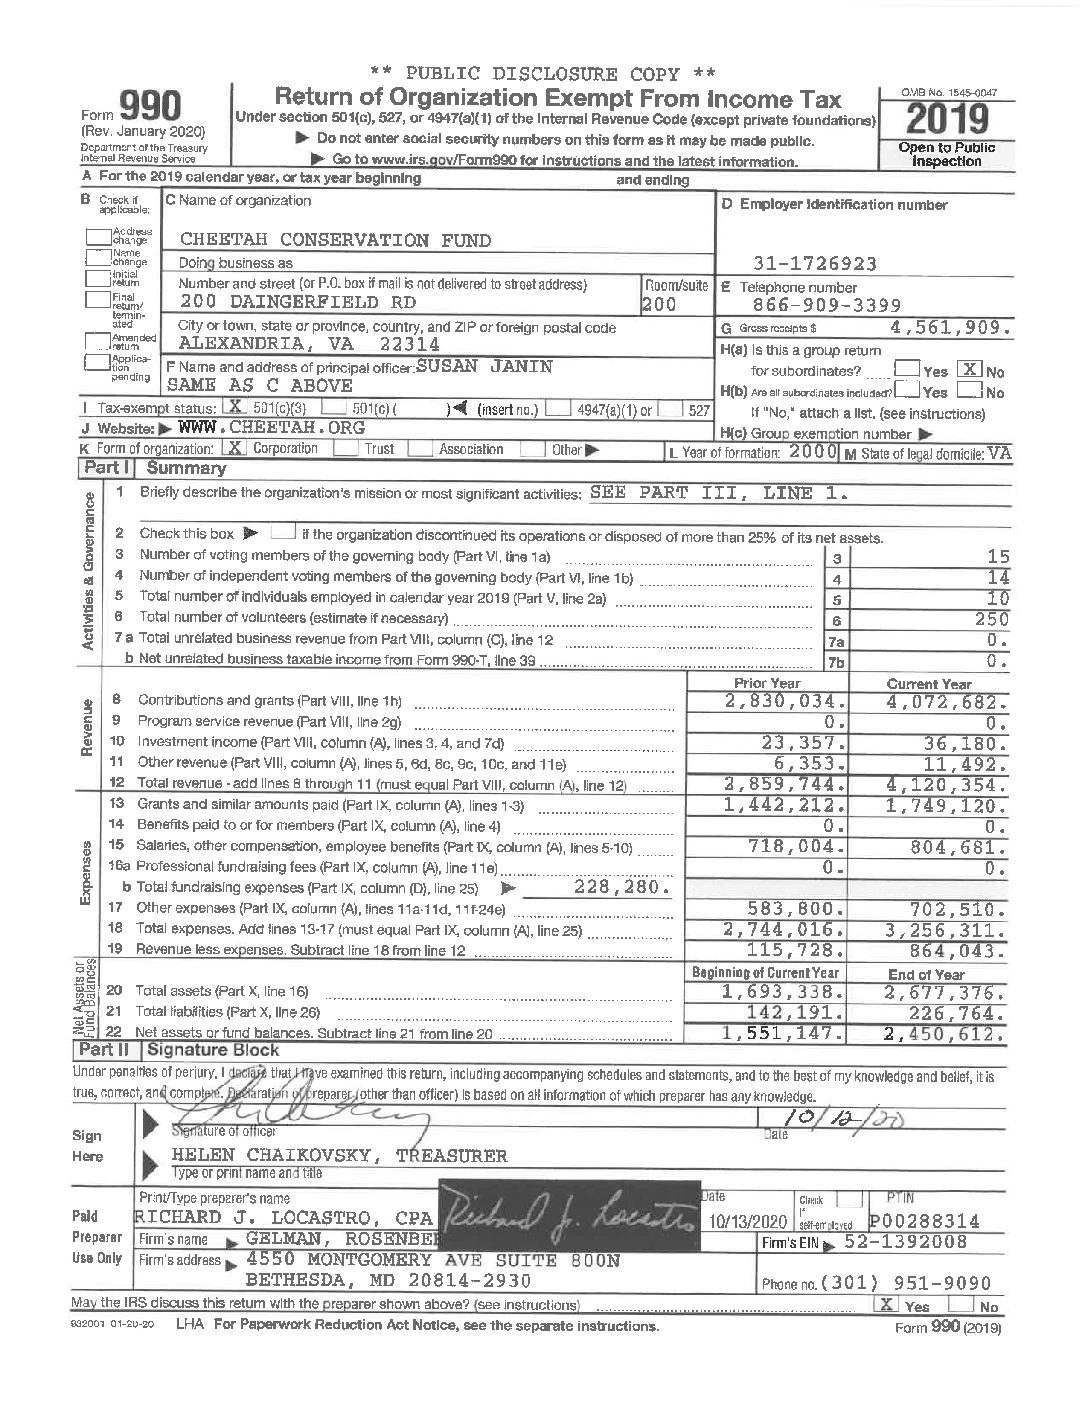 ** PUBLIC DISCLOSURE COPY **
Form 990
(Rev. January 2020)
Department of the Treasury
Internal Revenue Service
Return of Organization Exempt From Income Tax
Under section 501(c), 527, or 4947(a)(1) of the Internal Revenue Code (except private foundations)
▶ Do not enter social security numbers on this form as it may be made public.
▶ Go to www.irs.gov/Form990 for instructions and the latest information.
OMB No. 1545-0047
2019
Open to Public
Inspection
A For the 2019 calendar year, or tax year beginning and ending
B Check if applicable:
Address change
Name change
Initial return
Final return/ termin-ated
Amended return
Applica-tion pending
C Name of organization
CHEETAH CONSERVATION FUND
Doing business as
Number and street (or P.O. box if mail is not delivered to street address) Room/suite
200 DAINGERFIELD RD 200
City or town, state or province, country, and ZIP or foreign postal code
ALEXANDRIA, VA 22314
F Name and address of principal officer: SUSAN JANIN
SAME AS C ABOVE
D Employer identification number
31-1726923
E Telephone number
866-909-3399
G Gross receipts $ 4,561,909.
H(a) Is this a group return
for subordinates? Yes X No
H(b) Are all subordinates included? Yes No
If "No," attach a list. (see instructions)
H(c) Group exemption number ▶
I Tax-exempt status: X 501(c)(3) 501(c) ( )◀ (insert no.) 4947(a)(1) or 527
J Website: ▶ WWW.CHEETAH.ORG
K Form of organization: X Corporation Trust Association Other ▶
L Year of formation: 2000 M State of legal domicile: VA
Part I Summary
Activities & Governance
1 Briefly describe the organization's mission or most significant activities: SEE PART III, LINE 1.
2 Check this box ▶ if the organization discontinued its operations or disposed of more than 25% of its net assets.
3 Number of voting members of the governing body (Part VI, line 1a) 3 15
4 Number of independent voting members of the governing body (Part VI, line 1b) 4 14
5 Total number of individuals employed in calendar year 2019 (Part V, line 2a) 5 10
6 Total number of volunteers (estimate if necessary) 6 250
7 a Total unrelated business revenue from Part VIII, column (C), line 12 7a 0.
b Net unrelated business taxable income from Form 990-T, line 39 7b 0.
Prior Year Current Year
Revenue
8 Contributions and grants (Part VIII, line 1h) 2,830,034. 4,072,682.
9 Program service revenue (Part VIII, line 2g) 0. 0.
10 Investment income (Part VIII, column (A), lines 3, 4, and 7d) 23,357. 36,180.
11 Other revenue (Part VIII, column (A), lines 5, 6d, 8c, 9c, 10c, and 11e) 6,353. 11,492.
12 Total revenue - add lines 8 through 11 (must equal Part VIII, column (A), line 12) 2,859,744. 4,120,354.
Expenses
13 Grants and similar amounts paid (Part IX, column (A), lines 1-3) 1,442,212. 1,749,120.
14 Benefits paid to or for members (Part IX, column (A), line 4) 0. 0.
15 Salaries, other compensation, employee benefits (Part IX, column (A), lines 5-10) 718,004. 804,681.
16a Professional fundraising fees (Part IX, column (A), line 11e) 0. 0.
b Total fundraising expenses (Part IX, column (D), line 25) ▶ 228,280.
17 Other expenses (Part IX, column (A), lines 11a-11d, 11f-24e) 583,800. 702,510.
18 Total expenses. Add lines 13-17 (must equal Part IX, column (A), line 25) 2,744,016. 3,256,311.
19 Revenue less expenses. Subtract line 18 from line 12 115,728. 864,043.
Net Assets or Fund Balances
Beginning of Current Year End of Year
20 Total assets (Part X, line 16) 1,693,338. 2,677,376.
21 Total liabilities (Part X, line 26) 142,191. 226,764.
22 Net assets or fund balances. Subtract line 21 from line 20 1,551,147. 2,450,612.
Part II Signature Block
Under penalties of perjury, I declare that I have examined this return, including accompanying schedules and statements, and to the best of my knowledge and belief, it is
true, correct, and complete. Declaration of preparer (other than officer) is based on all information of which preparer has any knowledge.
Sign Here
10/12/20
Signature of officer Date
HELEN CHAIKOVSKY, TREASURER
Type or print name and title
Paid Preparer Use Only
Print/Type preparer's name Date Check if self-employed PTIN
RICHARD J. LOCASTRO, CPA Richard J. Locastro 10/13/2020 P00288314
Firm's name ▶ GELMAN, ROSENBE Firm's EIN ▶ 52-1392008
Firm's address ▶ 4550 MONTGOMERY AVE SUITE 800N
BETHESDA, MD 20814-2930 Phone no. (301) 951-9090
May the IRS discuss this return with the preparer shown above? (see instructions) X Yes No
932001 01-20-20 LHA For Paperwork Reduction Act Notice, see the separate instructions. Form 990 (2019)